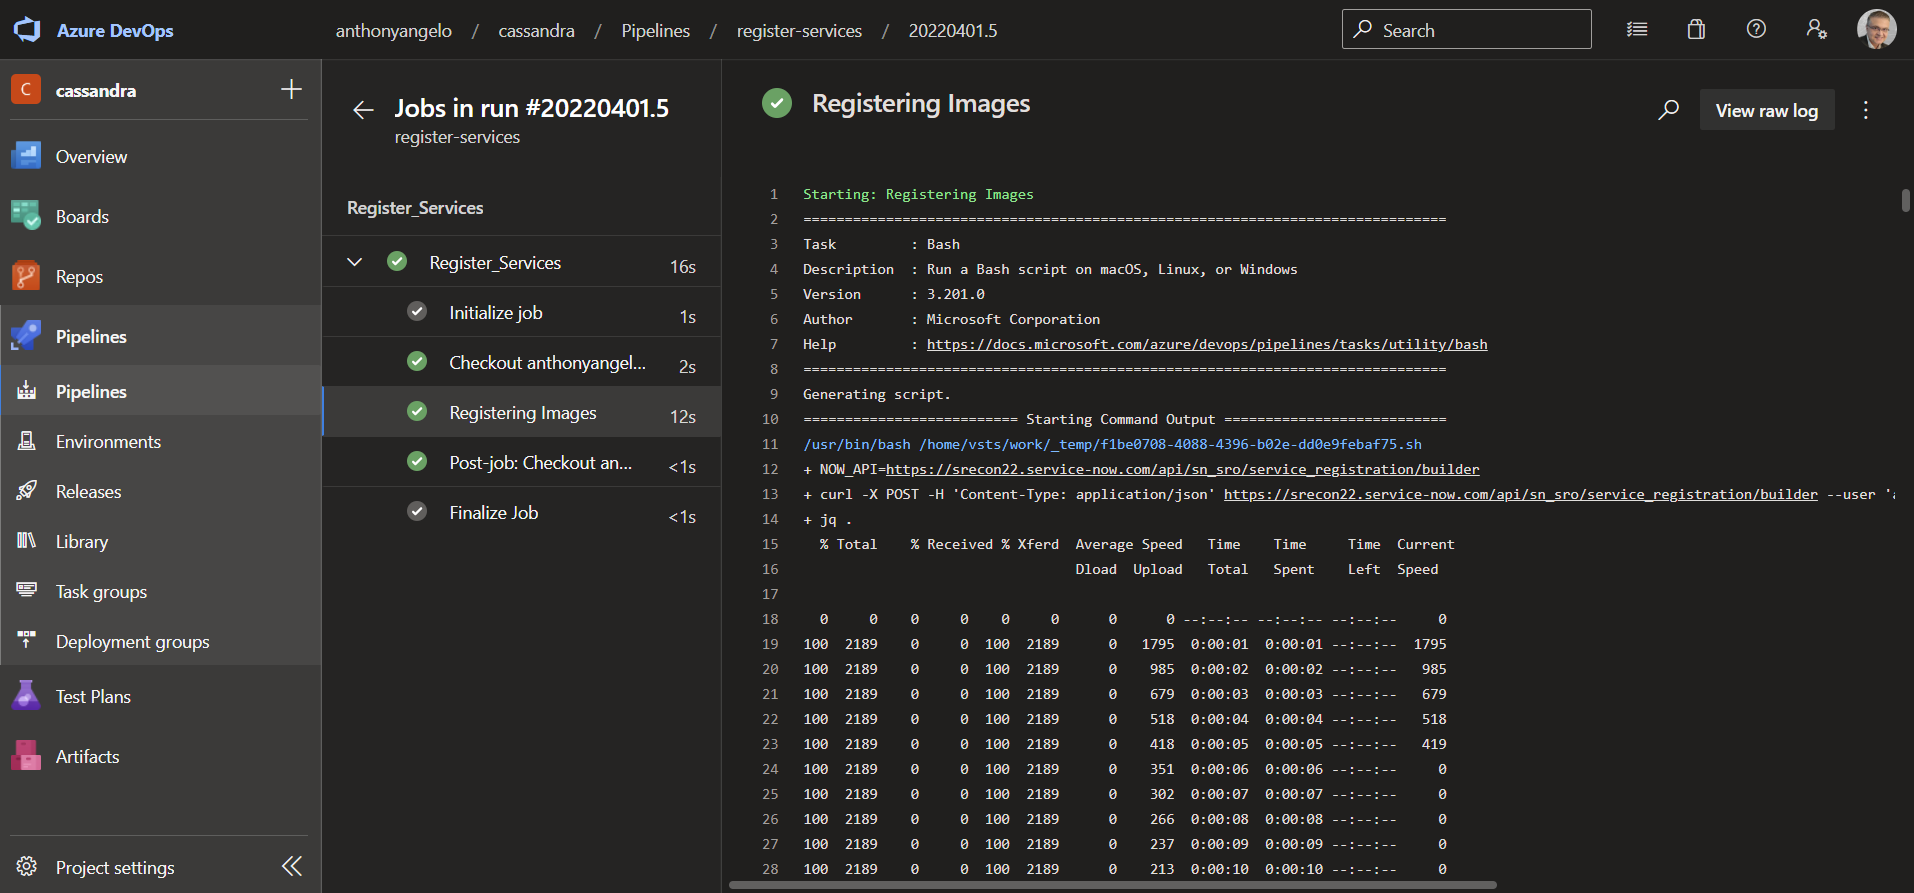 Azure DevOps
anthonyangelo / cassandra / Pipelines / register-services / 20220401.5
Search
C cassandra
Overview
Boards
Repos
Pipelines
Pipelines
Environments
Releases
Library
Task groups
Deployment groups
Test Plans
Artifacts
Project settings
Jobs in run #20220401.5
register-services
Register_Services
Register_Services 16s
Initialize job 1s
Checkout anthonyangel... 2s
Registering Images 12s
Post-job: Checkout an... <1s
Finalize Job <1s
Registering Images
View raw log
1 Starting: Registering Images
2 ==============================================================================
3 Task         : Bash
4 Description  : Run a Bash script on macOS, Linux, or Windows
5 Version      : 3.201.0
6 Author       : Microsoft Corporation
7 Help         : https://docs.microsoft.com/azure/devops/pipelines/tasks/utility/bash
8 ==============================================================================
9 Generating script.
10 ========================== Starting Command Output ===========================
11 /usr/bin/bash /home/vsts/work/_temp/f1be0708-4088-4396-b02e-dd0e9febaf75.sh
12 + NOW_API=https://srecon22.service-now.com/api/sn_sro/service_registration/builder
13 + curl -X POST -H 'Content-Type: application/json' https://srecon22.service-now.com/api/sn_sro/service_registration/builder --user '
14 + jq .
15   % Total    % Received % Xferd  Average Speed   Time    Time     Time  Current
16                                  Dload  Upload   Total   Spent    Left  Speed
17
18   0     0    0     0    0     0      0      0 --:--:-- --:--:-- --:--:--     0
19 100  2189    0     0  100  2189      0   1795  0:00:01  0:00:01 --:--:--  1795
20 100  2189    0     0  100  2189      0    985  0:00:02  0:00:02 --:--:--   985
21 100  2189    0     0  100  2189      0    679  0:00:03  0:00:03 --:--:--   679
22 100  2189    0     0  100  2189      0    518  0:00:04  0:00:04 --:--:--   518
23 100  2189    0     0  100  2189      0    418  0:00:05  0:00:05 --:--:--   419
24 100  2189    0     0  100  2189      0    351  0:00:06  0:00:06 --:--:--     0
25 100  2189    0     0  100  2189      0    302  0:00:07  0:00:07 --:--:--     0
26 100  2189    0     0  100  2189      0    266  0:00:08  0:00:08 --:--:--     0
27 100  2189    0     0  100  2189      0    237  0:00:09  0:00:09 --:--:--     0
28 100  2189    0     0  100  2189      0    213  0:00:10  0:00:10 --:--:--     0